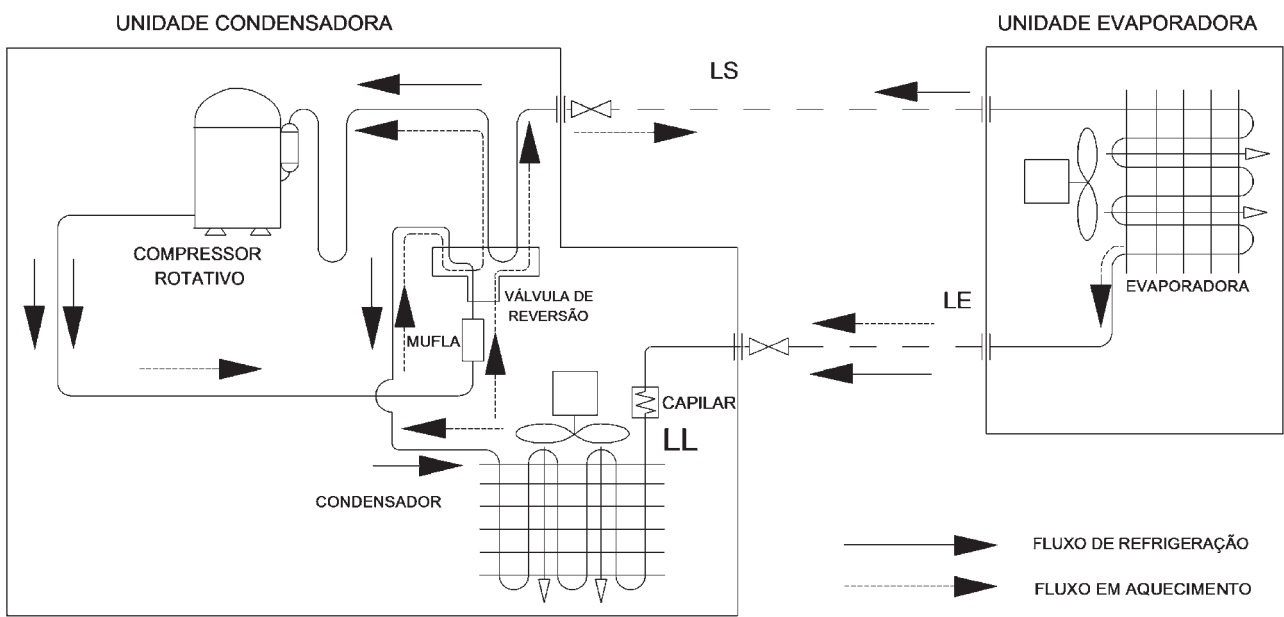 UNIDADE CONDENSADORA
UNIDADE EVAPORADORA
LS
COMPRESSOR
ROTATIVO
VÁLVULA DE
REVERSÃO
MUFLA
CAPILAR
LL
CONDENSADOR
LE
EVAPORADORA
FLUXO DE REFRIGERAÇÃO
FLUXO EM AQUECIMENTO